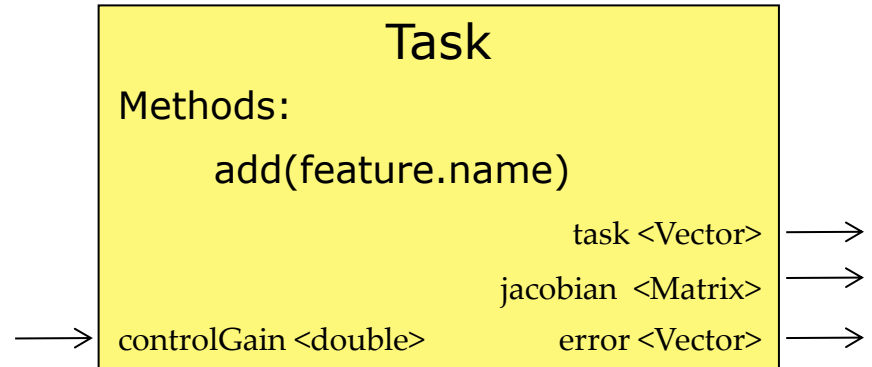 Task
Methods:
add(feature.name)
task <Vector>
jacobian <Matrix>
controlGain <double> error <Vector>